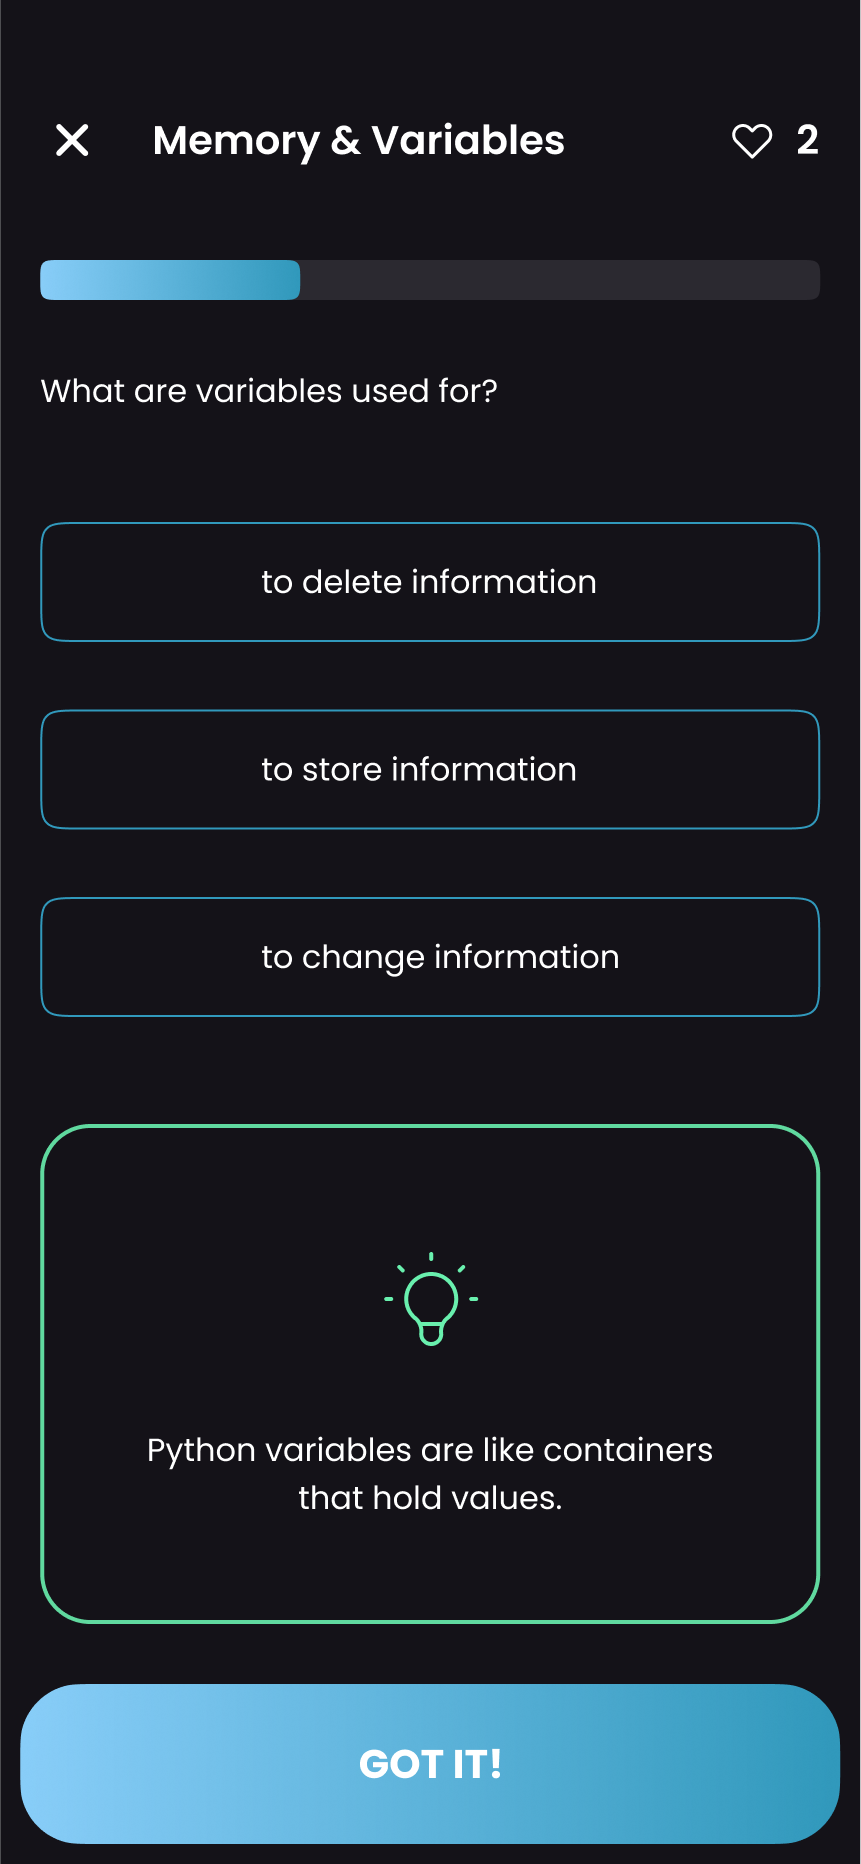 Memory & Variables
2
What are variables used for?
to delete information
to store information
to change information
Python variables are like containers
that hold values.
GOT IT!